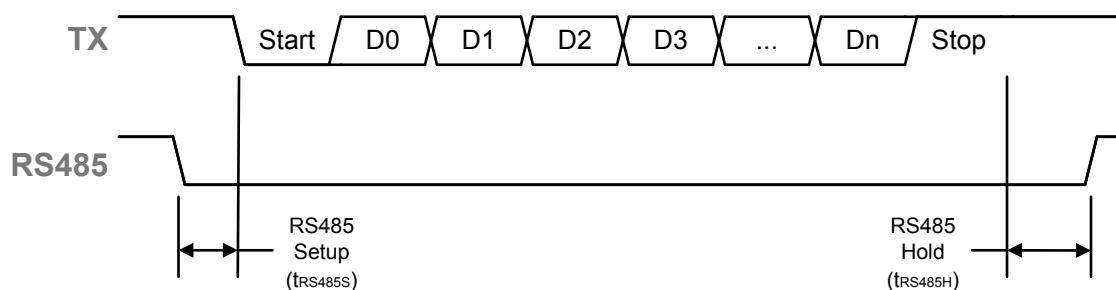 TX
Start D0 D1 D2 D3 ... Dn Stop
RS485
RS485
Setup
(tRS485S)
RS485
Hold
(tRS485H)